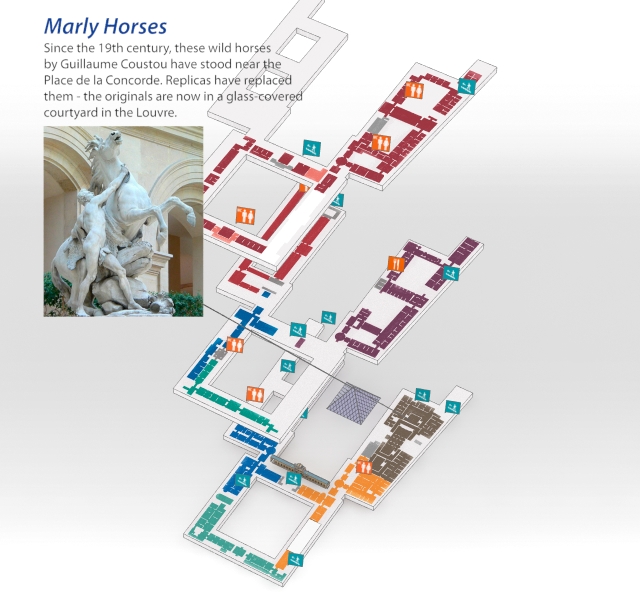 Marly Horses
Since the 19th century, these wild horses
by Guillaume Coustou have stood near the
Place de la Concorde. Replicas have replaced
them - the originals are now in a glass-covered
courtyard in the Louvre.